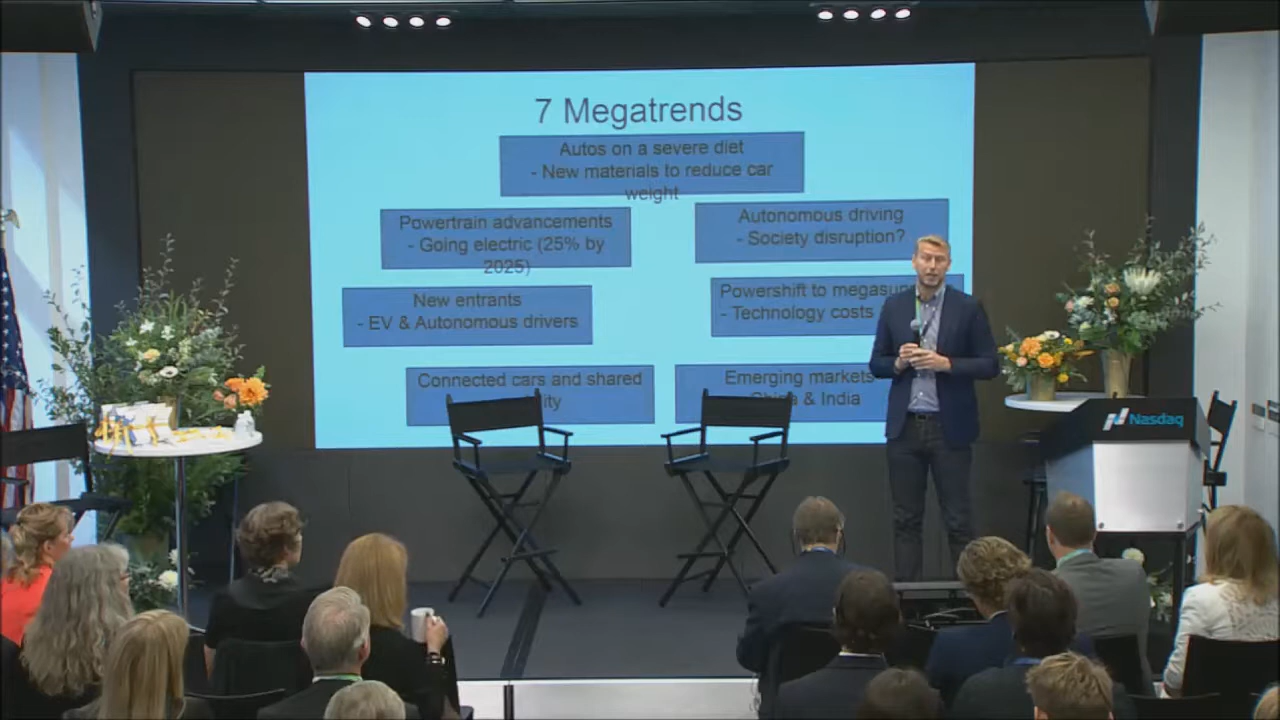 7 Megatrends
Autos on a severe diet
- New materials to reduce car
weight
Powertrain advancements
- Going electric (25% by
2025)
Autonomous driving
- Society disruption?
New entrants
- EV & Autonomous drivers
Powershift to
- Technology costs
Connected cars and shared
Emerging markets
& India
Nasdaq